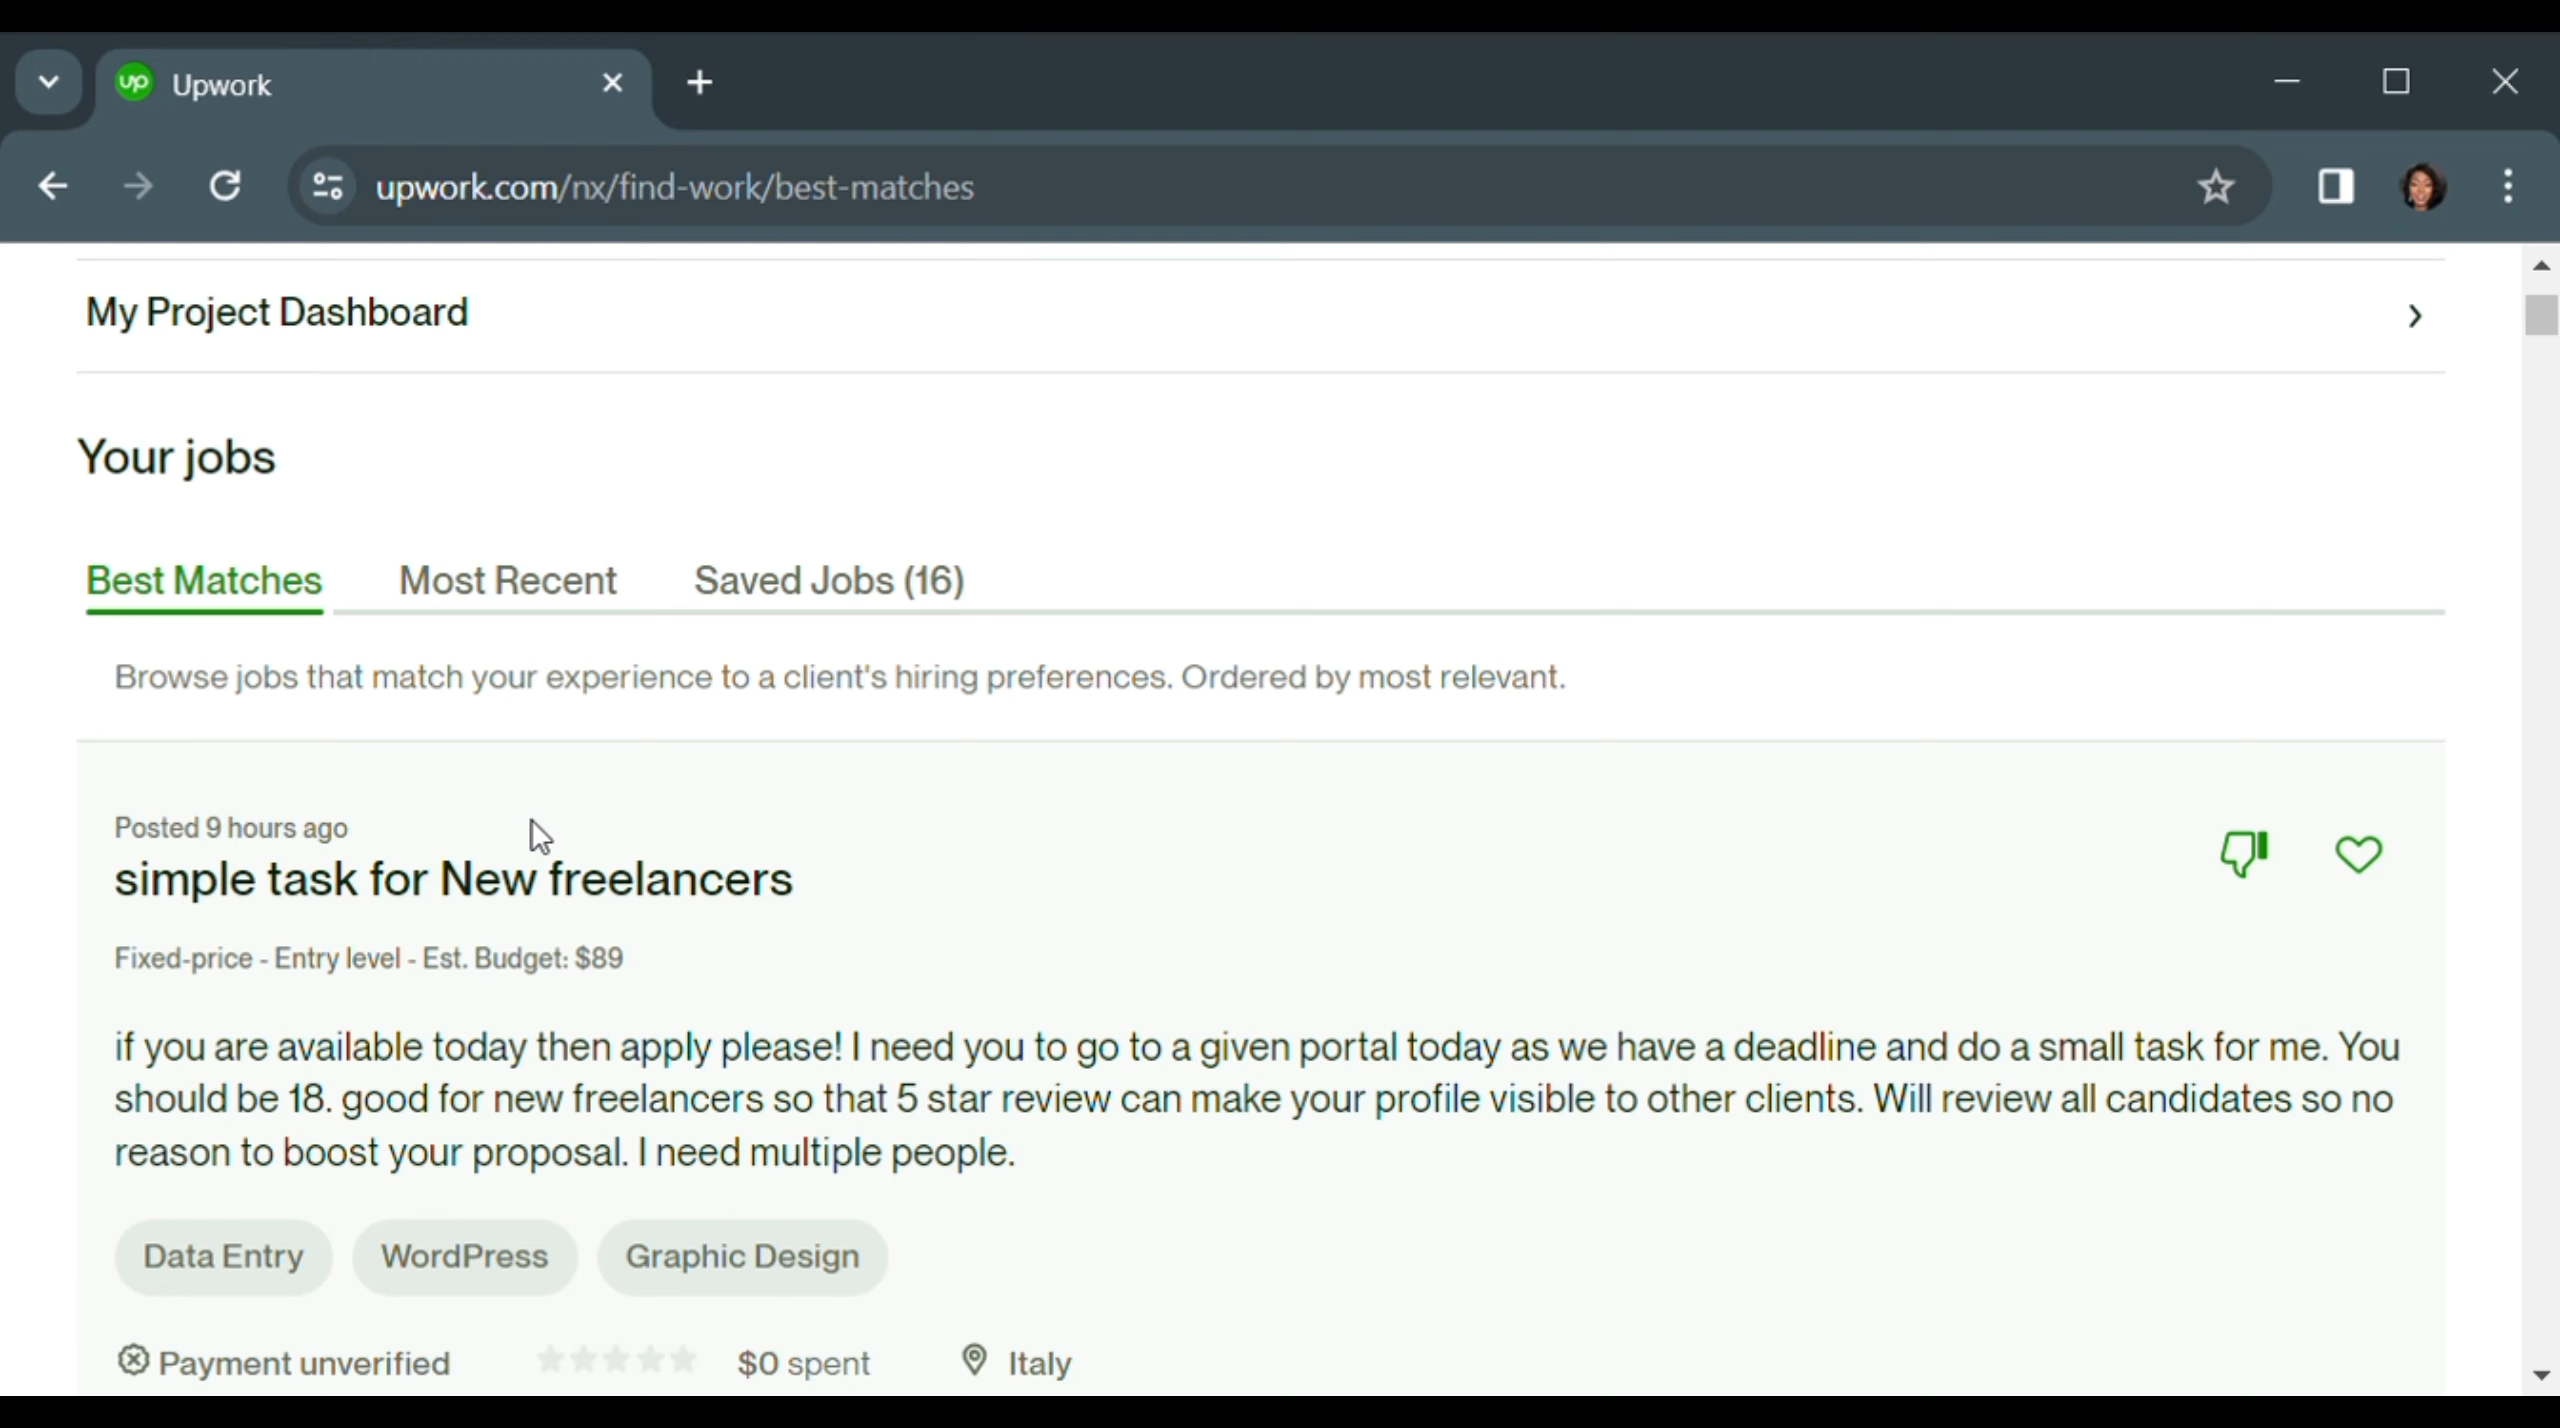 up Upwork
upwork.com/nx/find-work/best-matches
My Project Dashboard
Your jobs
Best Matches Most Recent Saved Jobs (16)
Browse jobs that match your experience to a client's hiring preferences. Ordered by most relevant.
Posted 9 hours ago
simple task for New freelancers
Fixed-price - Entry level - Est. Budget: $89
if you are available today then apply please! I need you to go to a given portal today as we have a deadline and do a small task for me. You
should be 18. good for new freelancers so that 5 star review can make your profile visible to other clients. Will review all candidates so no
reason to boost your proposal. I need multiple people.
Data Entry WordPress Graphic Design
Payment unverified $0 spent Italy